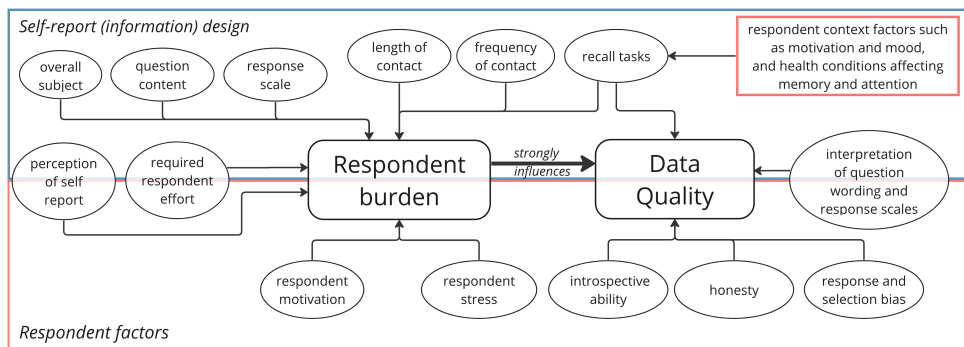 Self-report (information) design
overall
subject
question
content
response
scale
length of
contact
frequency
of contact
recall tasks
respondent context factors such
as motivation and mood,
and health conditions affecting
memory and attention
perception
of self
report
required
respondent
effort
Respondent
burden
strongly
influences
Data
Quality
interpretation
of question
wording and
response scales
respondent
motivation
respondent
stress
introspective
ability
honesty
response and
selection bias
Respondent factors